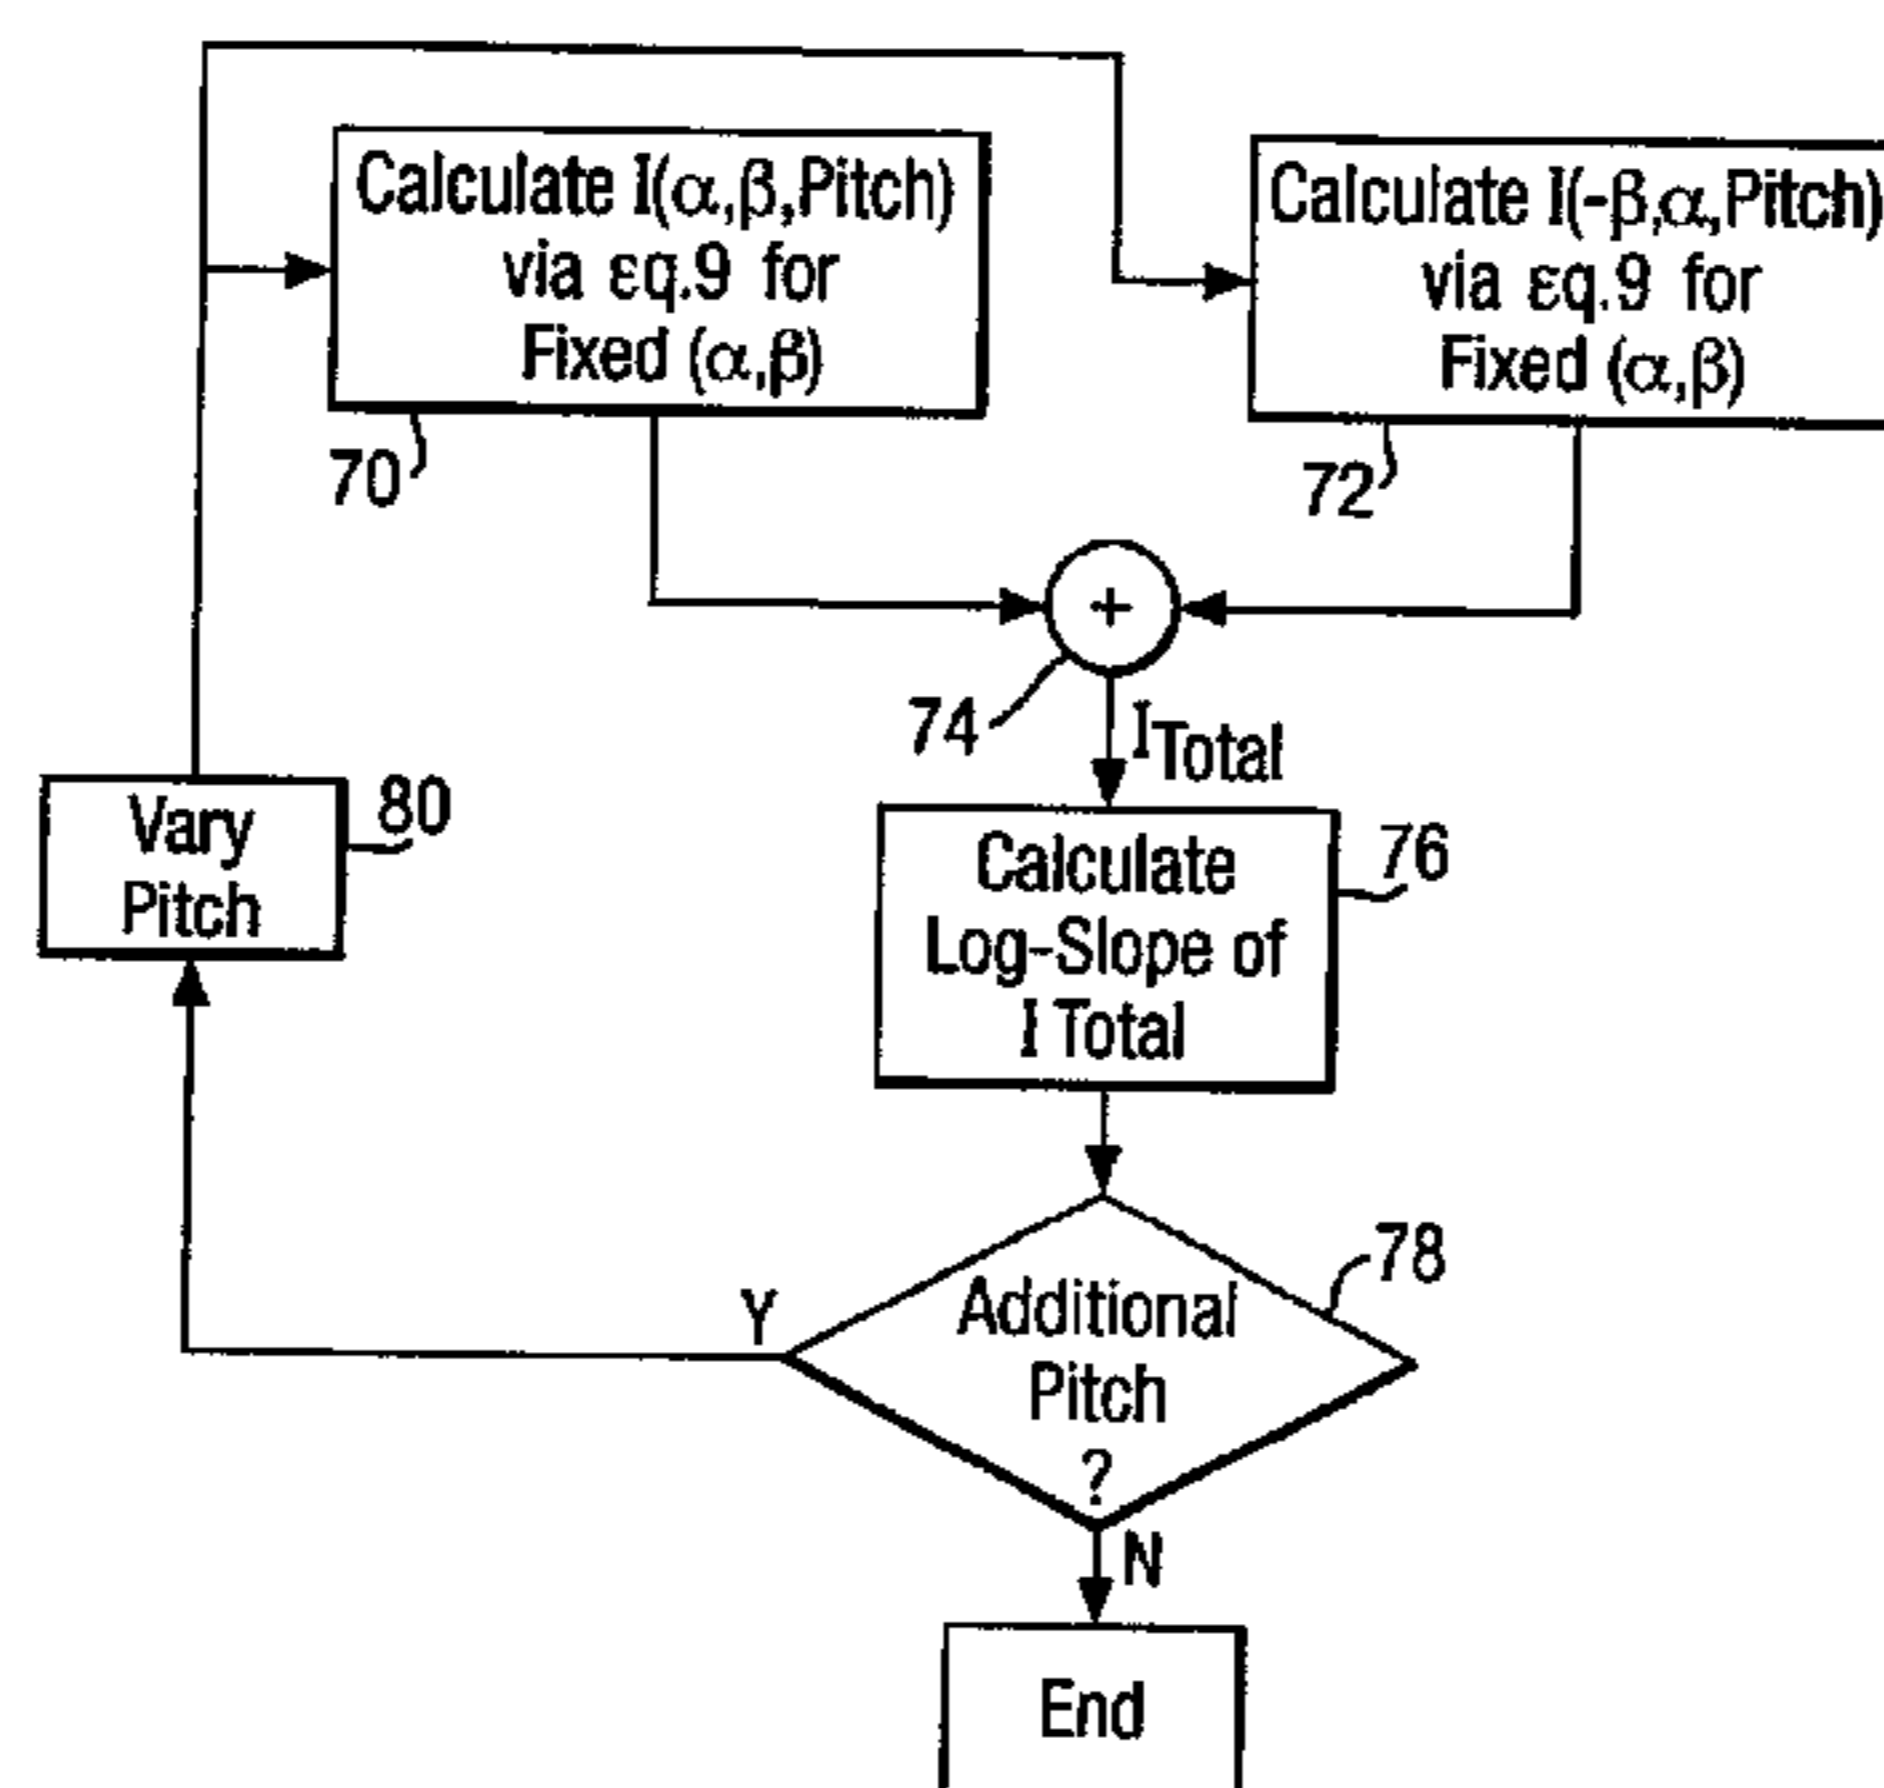 Calculate I(α,β,Pitch)
via εq.9 for
Fixed (α,β)
70
Calculate I(-β,α,Pitch)
via εq.9 for
Fixed (α,β)
72
+
74
I Total
Vary
Pitch
80
Calculate
Log-Slope of
I Total
76
Additional
Pitch
?
78
Y
N
End